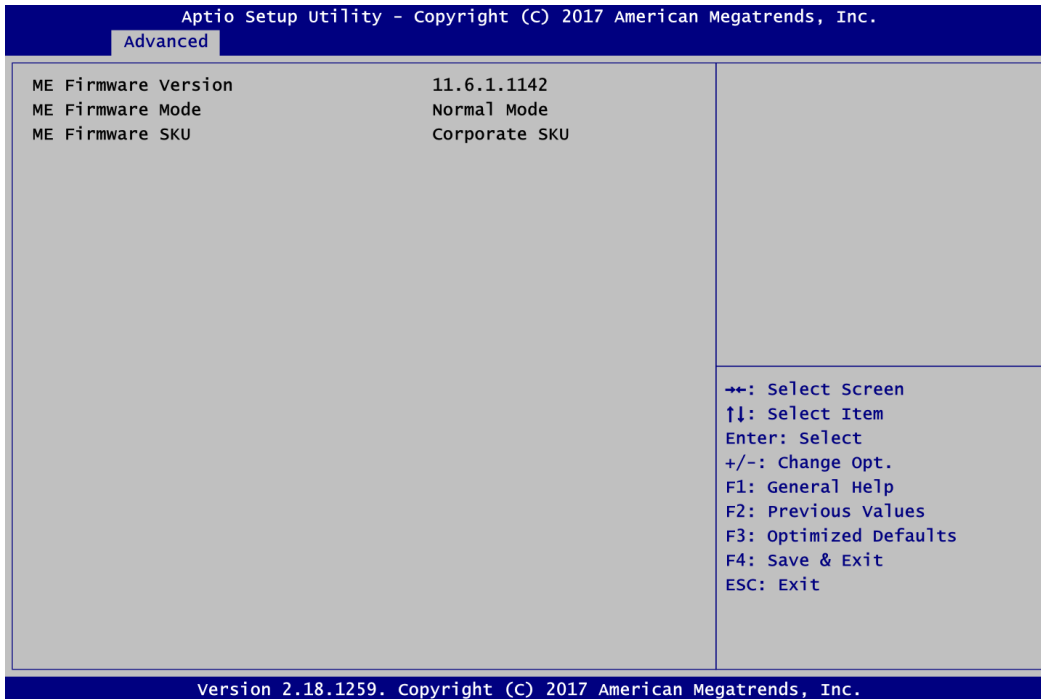 Aptio Setup Utility - Copyright (C) 2017 American Megatrends, Inc.
Advanced
ME Firmware Version 11.6.1.1142
ME Firmware Mode Normal Mode
ME Firmware SKU Corporate SKU
→←: Select Screen
↑↓: Select Item
Enter: Select
+/-: Change Opt.
F1: General Help
F2: Previous Values
F3: Optimized Defaults
F4: Save & Exit
ESC: Exit
Version 2.18.1259. Copyright (C) 2017 American Megatrends, Inc.